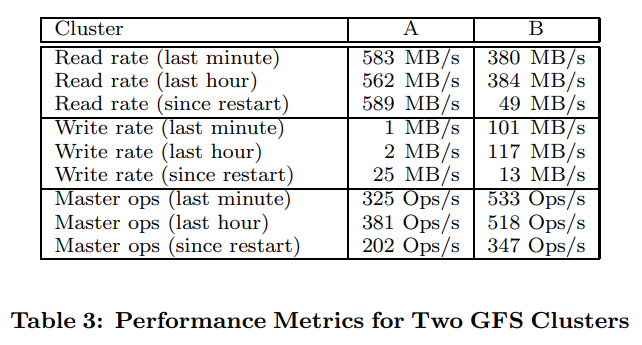 Cluster A B
Read rate (last minute) 583 MB/s 380 MB/s
Read rate (last hour) 562 MB/s 384 MB/s
Read rate (since restart) 589 MB/s 49 MB/s
Write rate (last minute) 1 MB/s 101 MB/s
Write rate (last hour) 2 MB/s 117 MB/s
Write rate (since restart) 25 MB/s 13 MB/s
Master ops (last minute) 325 Ops/s 533 Ops/s
Master ops (last hour) 381 Ops/s 518 Ops/s
Master ops (since restart) 202 Ops/s 347 Ops/s
Table 3: Performance Metrics for Two GFS Clusters